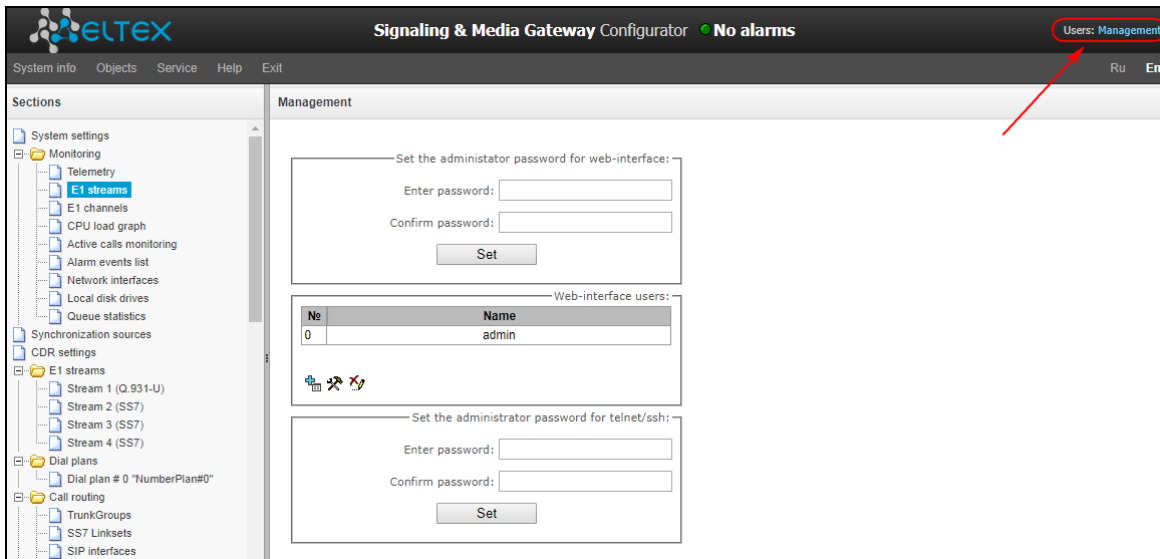 ELTEX
Signaling & Media Gateway Configurator No alarms
Users: Management
System info Objects Service Help Exit
Ru En
Sections
Management
System settings
Monitoring
Telemetry
E1 streams
E1 channels
CPU load graph
Active calls monitoring
Alarm events list
Network interfaces
Local disk drives
Queue statistics
Synchronization sources
CDR settings
E1 streams
Stream 1 (Q.931-U)
Stream 2 (SS7)
Stream 3 (SS7)
Stream 4 (SS7)
Dial plans
Dial plan # 0 "NumberPlan#0"
Call routing
TrunkGroups
SS7 Linksets
SIP interfaces
Set the administator password for web-interface:
Enter password:
Confirm password:
Set
Web-interface users:
№ Name
0 admin
Set the administrator password for telnet/ssh:
Enter password:
Confirm password:
Set